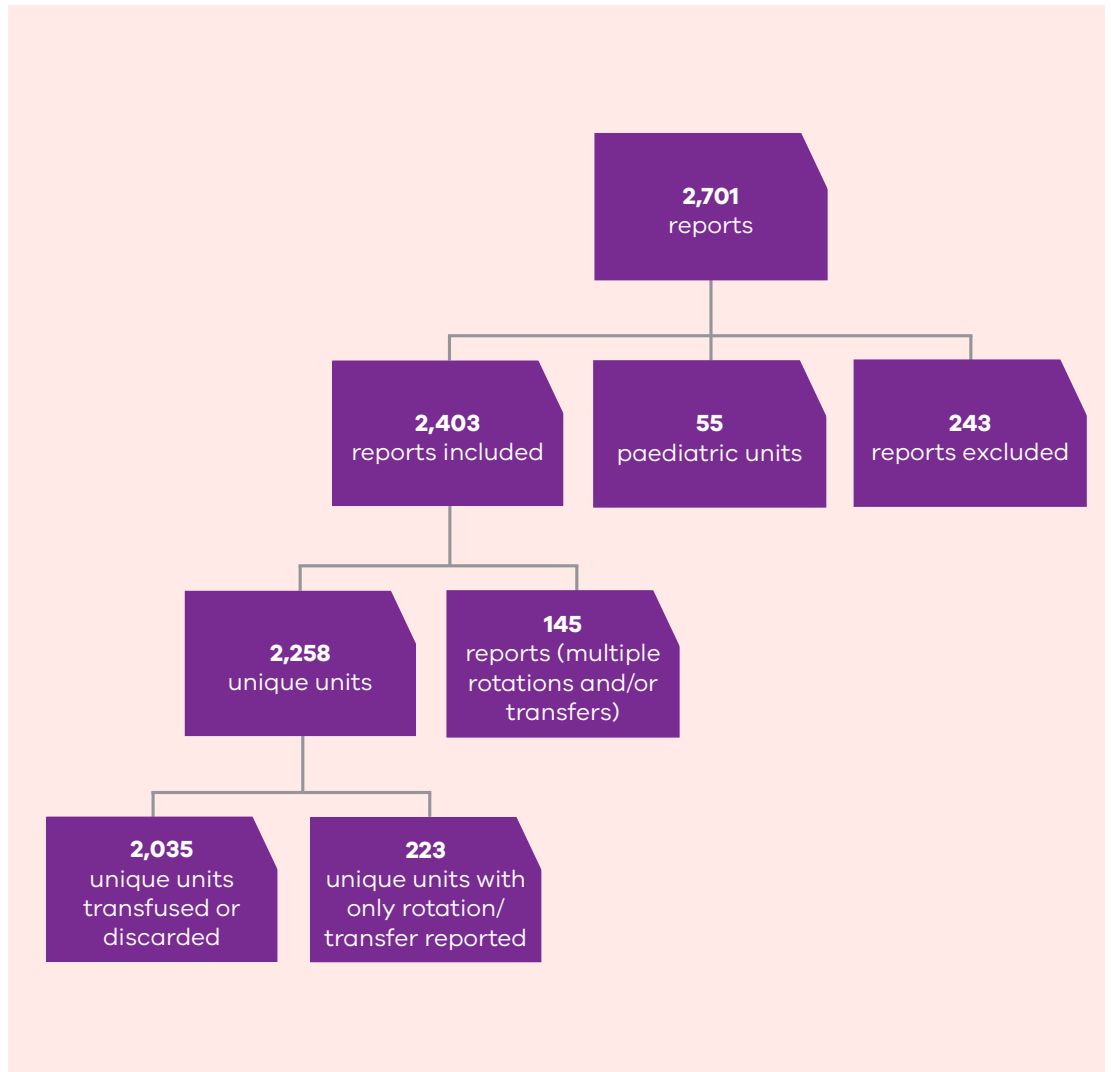 2,701
reports
2,403
reports included
55
paediatric units
243
reports excluded
2,258
unique units
145
reports (multiple
rotations and/or
transfers)
2,035
unique units
transfused or
discarded
223
unique units with
only rotation/
transfer reported